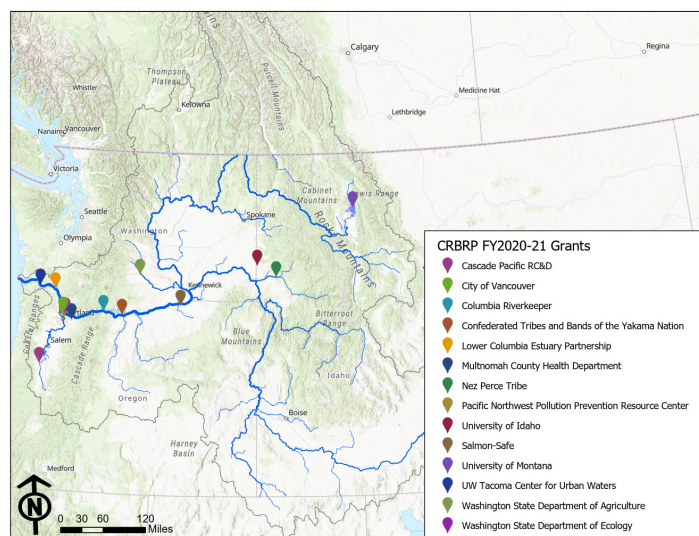 Calgary
Regina
Whistler
Thompson
Plateau
Purcell Mountains
Medicine Hat
Kelowna
Lethbridge
Nanaimo
Vancouver
Victoria
Cabinet
Mountains
Lewis Range
Seattle
Spokane
Rocky Mountains
Washington
Olympia
Kennewick
Coastal Ranges
Cascade Range
Salem
Blue
Mountains
Bitterroot
Range
Idaho
Oregon
Boise
Harney
Basin
Medford
CRBRP FY2020-21 Grants
Cascade Pacific RC&D
City of Vancouver
Columbia Riverkeeper
Confederated Tribes and Bands of the Yakama Nation
Lower Columbia Estuary Partnership
Multnomah County Health Department
Nez Perce Tribe
Pacific Northwest Pollution Prevention Resource Center
University of Idaho
Salmon-Safe
University of Montana
UW Tacoma Center for Urban Waters
Washington State Department of Agriculture
Washington State Department of Ecology
N
0 30 60 120
Miles